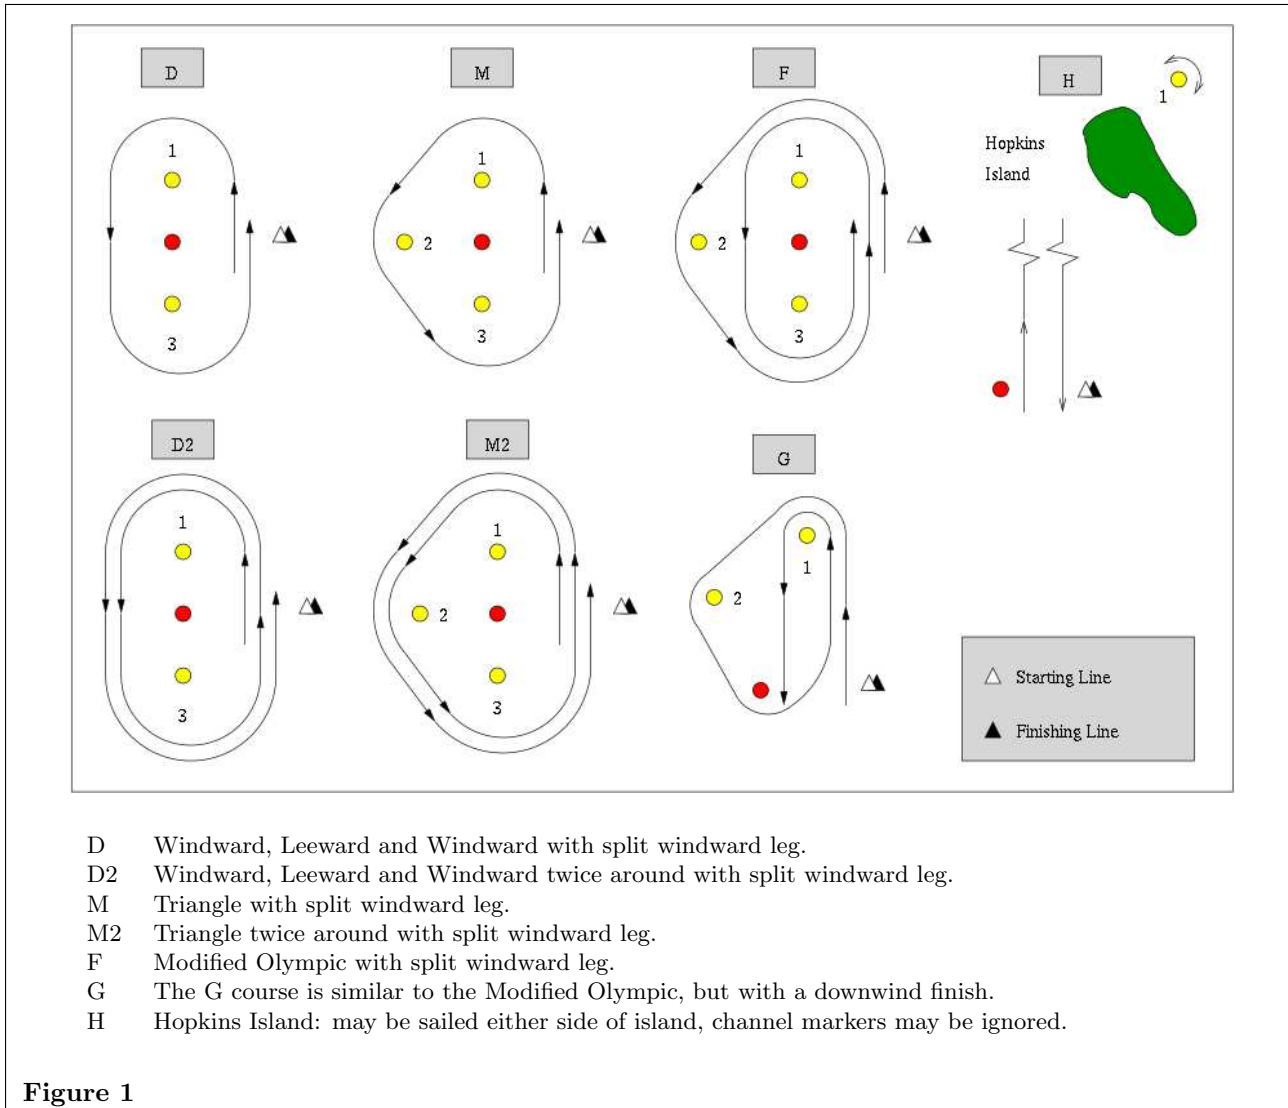 D
M
F
H
1
1
1
1
Hopkins
Island
2
2
3
3
3
D2
M2
G
1
1
1
2
2
3
3
Starting Line
Finishing Line
D Windward, Leeward and Windward with split windward leg.
D2 Windward, Leeward and Windward twice around with split windward leg.
M Triangle with split windward leg.
M2 Triangle twice around with split windward leg.
F Modified Olympic with split windward leg.
G The G course is similar to the Modified Olympic, but with a downwind finish.
H Hopkins Island: may be sailed either side of island, channel markers may be ignored.
Figure 1